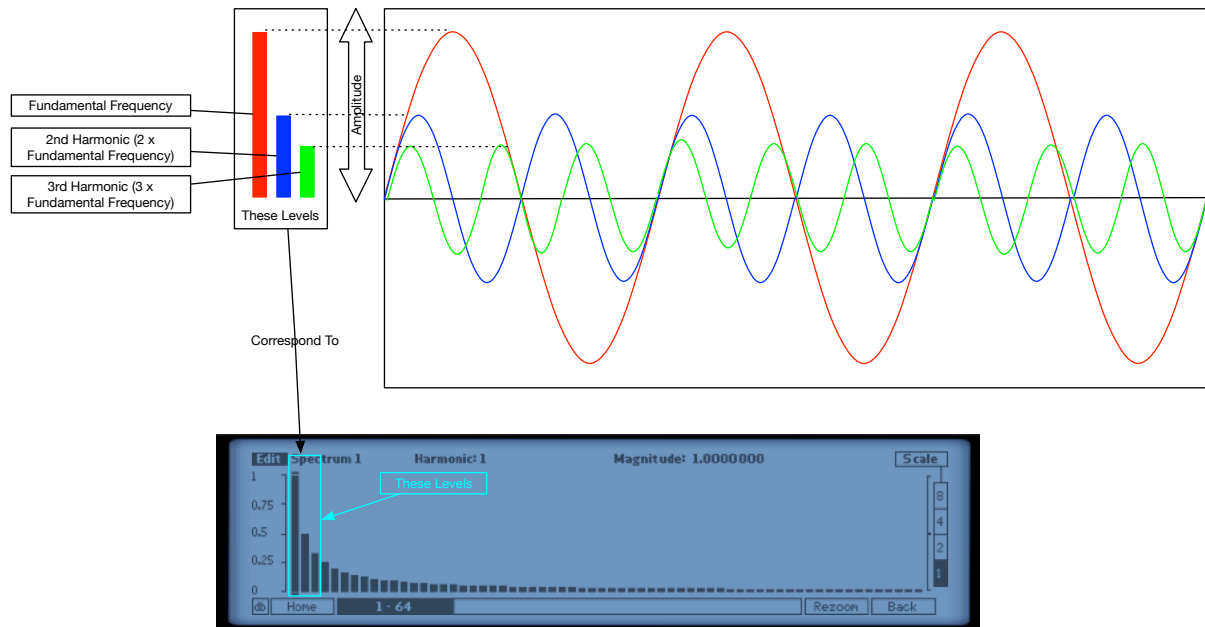 Fundamental Frequency
2nd Harmonic (2 x
Fundamental Frequency)
3rd Harmonic (3 x
Fundamental Frequency)
These Levels
Amplitude
Correspond To
Edit Spectrum 1 Harmonic: 1 Magnitude: 1.0000000 Scale
These Levels
1
0.75
0.5
0.25
0
8
4
2
1
db Home 1 - 64 Rezoom Back